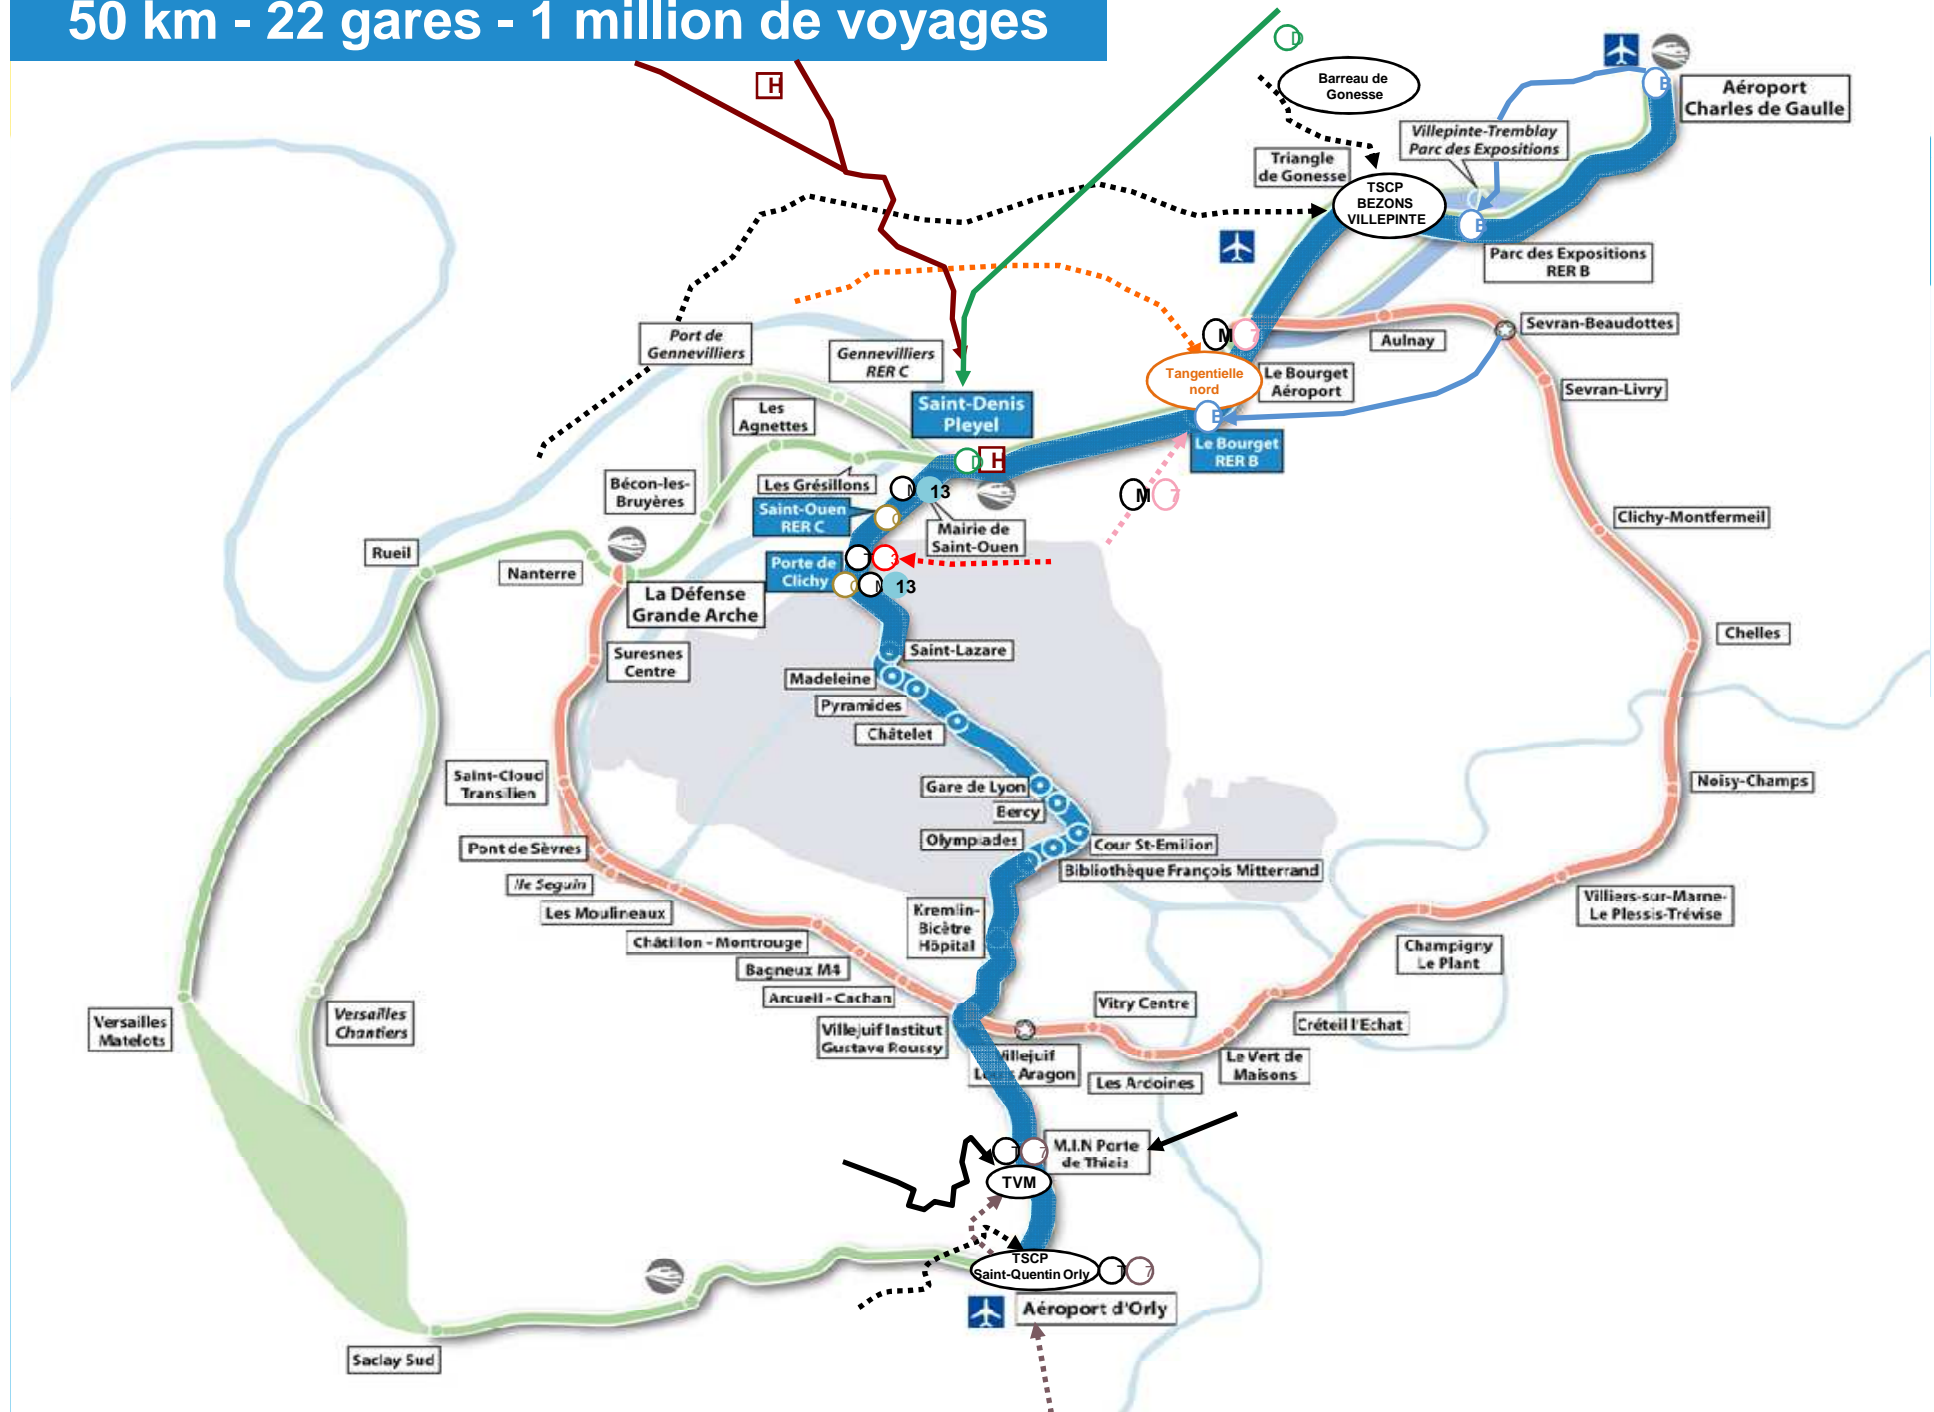 50 km - 22 gares - 1 million de voyages
H
D
Barreau de
Gonesse
B
Aéroport
Charles de Gaulle
Villepinte-Tremblay
Parc des Expositions
Triangle
de Gonesse
TSCP
BEZONS
VILLEPINTE
B
Parc des Expositions
RER B
Port de
Gennevilliers
Gennevilliers
RER C
M 7
Aulnay
Sevran-Beaudottes
Tangentielle
nord
Le Bourget
Aéroport
Sevran-Livry
Saint-Denis
Pleyel
Les
Agnettes
B
Le Bourget
RER B
D H
Bécon-les-
Bruyères
Les Grésillons
M 13
M 7
Saint-Ouen
RER C
C
Mairie de
Saint-Ouen
Clichy-Montfermeil
Rueil
Nanterre
Porte de
Clichy
T 3
C M 13
La Défense
Grande Arche
Chelles
Suresnes
Centre
Saint-Lazare
Madeleine
Pyramides
Châtelet
Saint-Cloud
Transilien
Gare de Lyon
Noisy-Champs
Bercy
Olympiades
Cour St-Emilion
Pont de Sèvres
Bibliothèque François Mitterrand
Ile Seguin
Villiers-sur-Marne-
Le Plessis-Trévise
Les Moulineaux
Kremlin-
Bicêtre
Hôpital
Châtillon - Montrouge
Champigny
Le Plant
Bagneux M4
Arcueil - Cachan
Vitry Centre
Versailles
Matelots
Versailles
Chantiers
Villejuif Institut
Gustave Roussy
Créteil l'Echat
Villejuif
Louis Aragon
Le Vert de
Maisons
Les Ardoines
T 7
M.I.N Porte
de Thiais
TVM
TSCP
Saint-Quentin Orly
T 7
Aéroport d'Orly
Saclay Sud